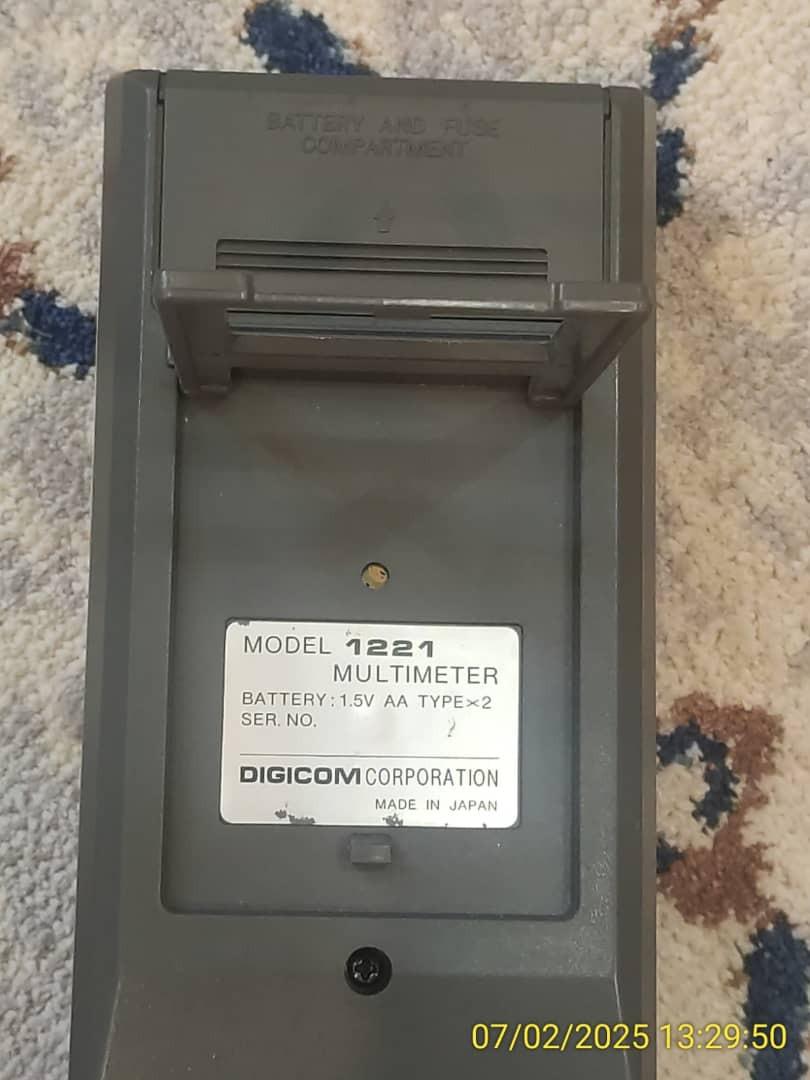 BATTERY AND FUSE
COMPARTMENT
MODEL 1221
MULTIMETER
BATTERY: 1.5V AA TYPE×2
SER. NO.
DIGICOM CORPORATION
MADE IN JAPAN
07/02/2025 13:29:50